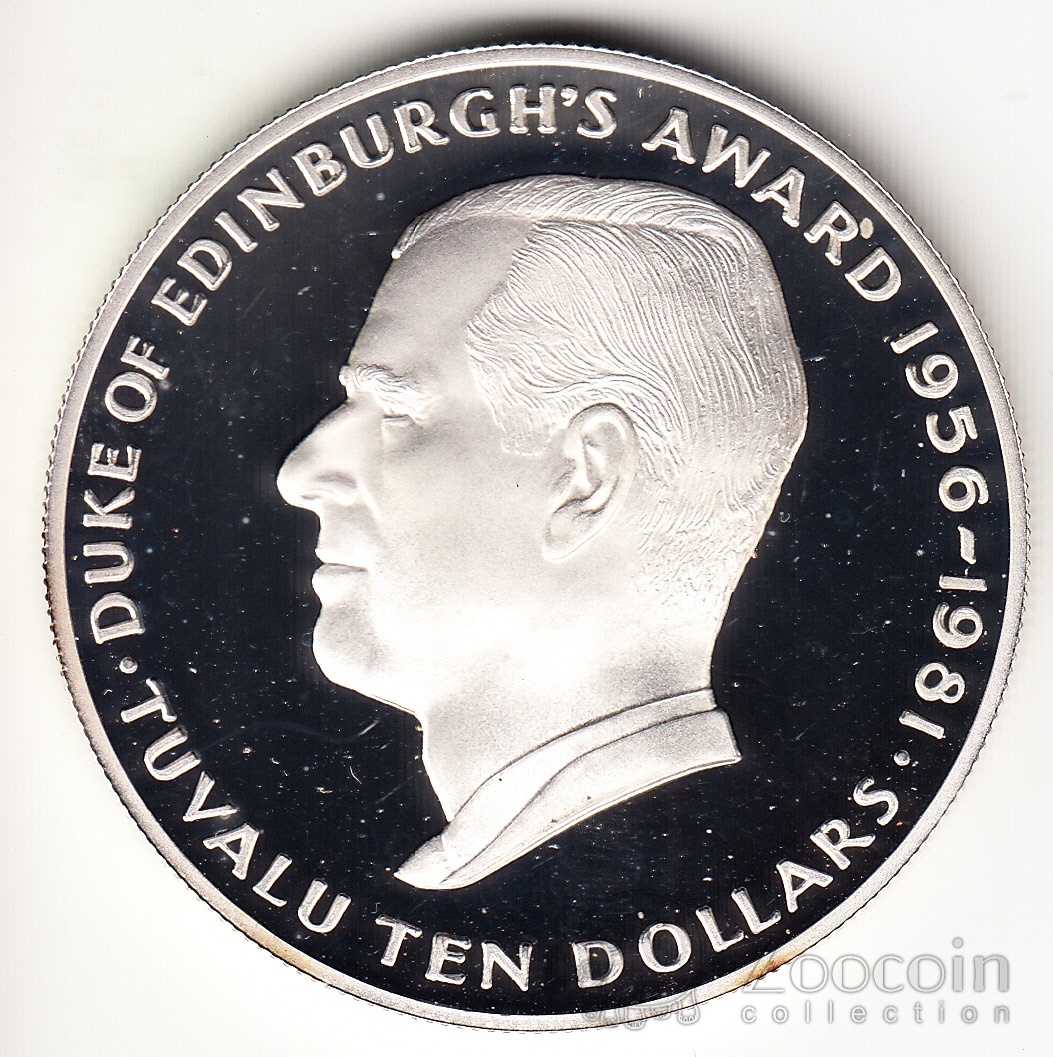 · DUKE OF EDINBURGH'S AWARD 1956-1981 ·
TUVALU TEN DOLLARS
zoocoin
collection